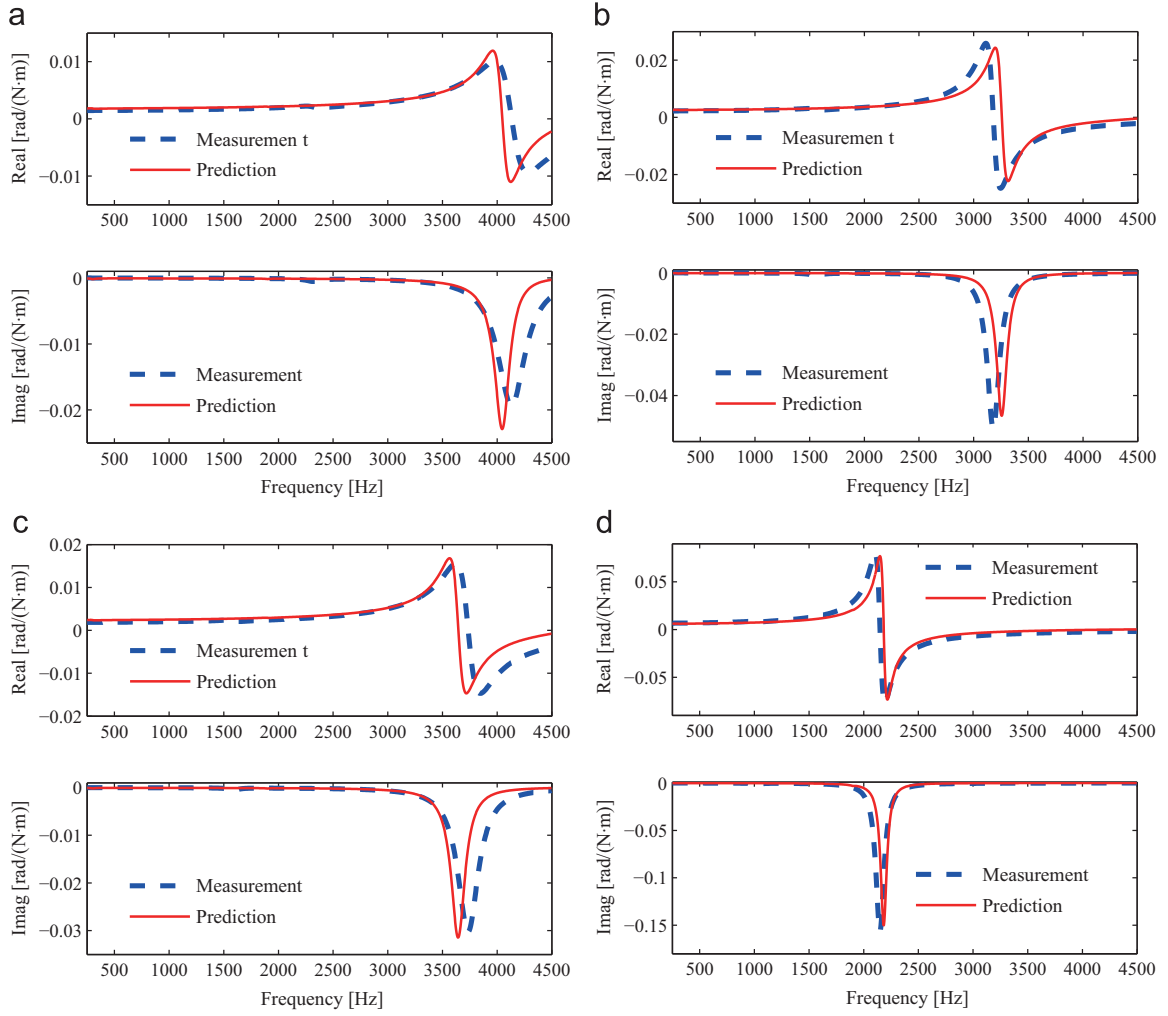 a
Real [rad/(N·m)]
0.01
0
−0.01
Measuremen t
Prediction
500 1000 1500 2000 2500 3000 3500 4000 4500
Imag [rad/(N·m)]
0
−0.01
−0.02
Measurement
Prediction
500 1000 1500 2000 2500 3000 3500 4000 4500
Frequency [Hz]
b
Real [rad/(N·m)]
0.02
0
−0.02
Measuremen t
Prediction
500 1000 1500 2000 2500 3000 3500 4000 4500
Imag [rad/(N·m)]
0
−0.02
−0.04
Measurement
Prediction
500 1000 1500 2000 2500 3000 3500 4000 4500
Frequency [Hz]
c
Real [rad/(N·m)]
0.02
0.01
0
−0.01
−0.02
Measuremen t
Prediction
500 1000 1500 2000 2500 3000 3500 4000 4500
Imag [rad/(N·m)]
0
−0.01
−0.02
−0.03
Measurement
Prediction
500 1000 1500 2000 2500 3000 3500 4000 4500
Frequency [Hz]
d
Real [rad/(N·m)]
0.05
0
−0.05
Measurement
Prediction
500 1000 1500 2000 2500 3000 3500 4000 4500
Imag [rad/(N·m)]
0
−0.05
−0.1
−0.15
Measurement
Prediction
500 1000 1500 2000 2500 3000 3500 4000 4500
Frequency [Hz]